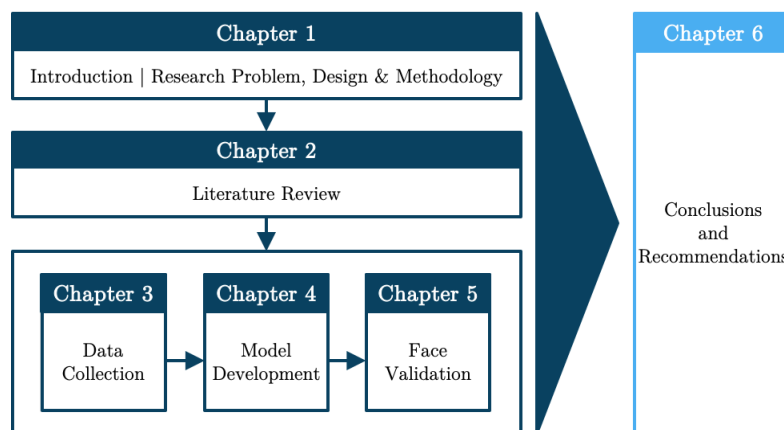 Chapter 1
Introduction | Research Problem, Design & Methodology
Chapter 2
Literature Review
Chapter 3
Data
Collection
Chapter 4
Model
Development
Chapter 5
Face
Validation
Chapter 6
Conclusions
and
Recommendations